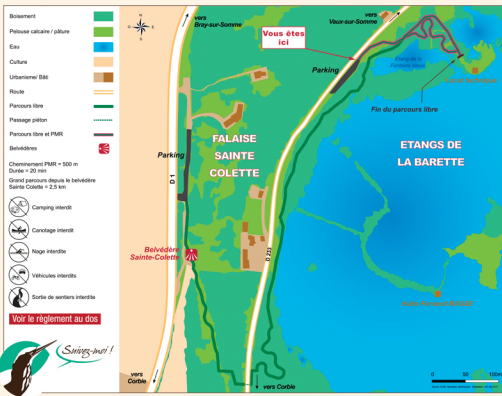 Boisement
Pelouse calcaire / pâture
Eau
Culture
Urbanisme/ Bâti
Route
Parcours libre
Passage piéton
Parcours libre et PMR
Belvédères
Cheminement PMR = 500 m
Durée = 20 min
Grand parcours depuis le belvédère
Sainte Colette = 2,5 km
Camping interdit
Canotage interdit
Nage interdite
Véhicules interdits
Sortie de sentiers interdite
Voir le règlement au dos
Suivez-moi !
vers
Bray-sur-Somme
vers
Vaux-sur-Somme
Vous êtes
ici
Parking
Etang de la
Fin du parcours libre
FALAISE
SAINTE
COLETTE
ETANGS DE
LA BARETTE
Parking
D 1
D 233
Belvédère
Sainte-Colette
vers
Corbie
vers Corbie
0 50 100m